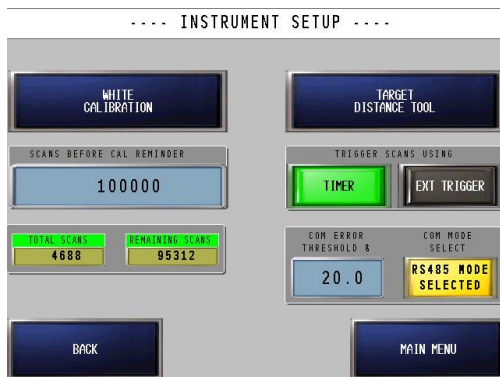 ---- INSTRUMENT SETUP ----
WHITE
CALIBRATION
TARGET
DISTANCE TOOL
SCANS BEFORE CAL REMINDER
100000
TRIGGER SCANS USING
TIMER
EXT TRIGGER
TOTAL SCANS
4688
REMAINING SCANS
95312
COM ERROR
THRESHOLD %
20.0
COM MODE
SELECT
RS485 MODE
SELECTED
BACK
MAIN MENU